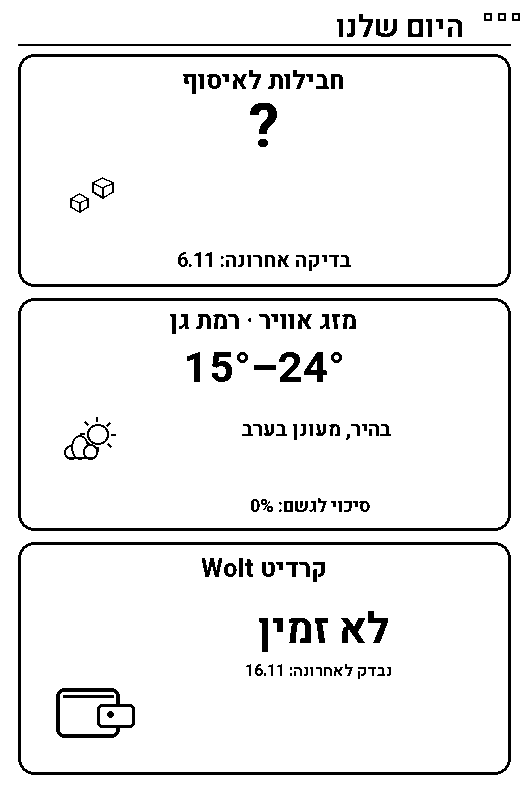 היום שלנו
חבילות לאיסוף
?
בדיקה אחרונה: 6.11
מזג אוויר · רמת גן
15°–24°
בהיר, מעונן בערב
סיכוי לגשם: 0%
קרדיט Wolt
לא זמין
נבדק לאחרונה: 16.11